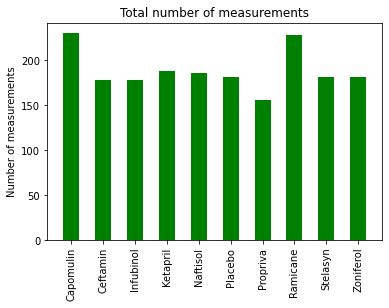 Total number of measurements
Number of measurements
200
150
100
50
0
Capomulin
Ceftamin
Infubinol
Ketapril
Naftisol
Placebo
Propriva
Ramicane
Stelasyn
Zoniferol